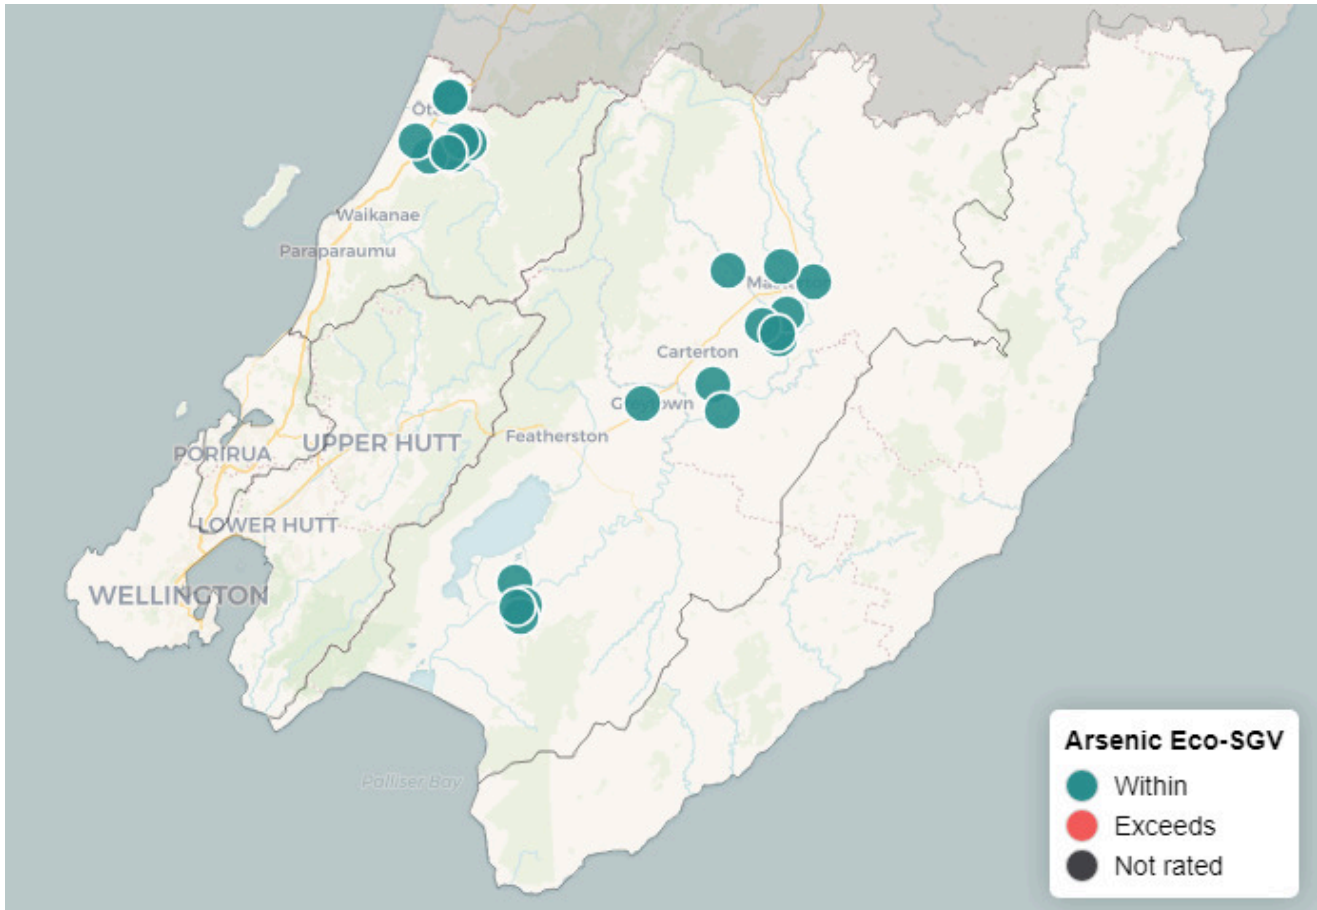 Waikanae
Paraparaumu
Carterton
Featherston
PORIRUA
UPPER HUTT
LOWER HUTT
WELLINGTON
Palliser Bay
Arsenic Eco-SGV
Within
Exceeds
Not rated